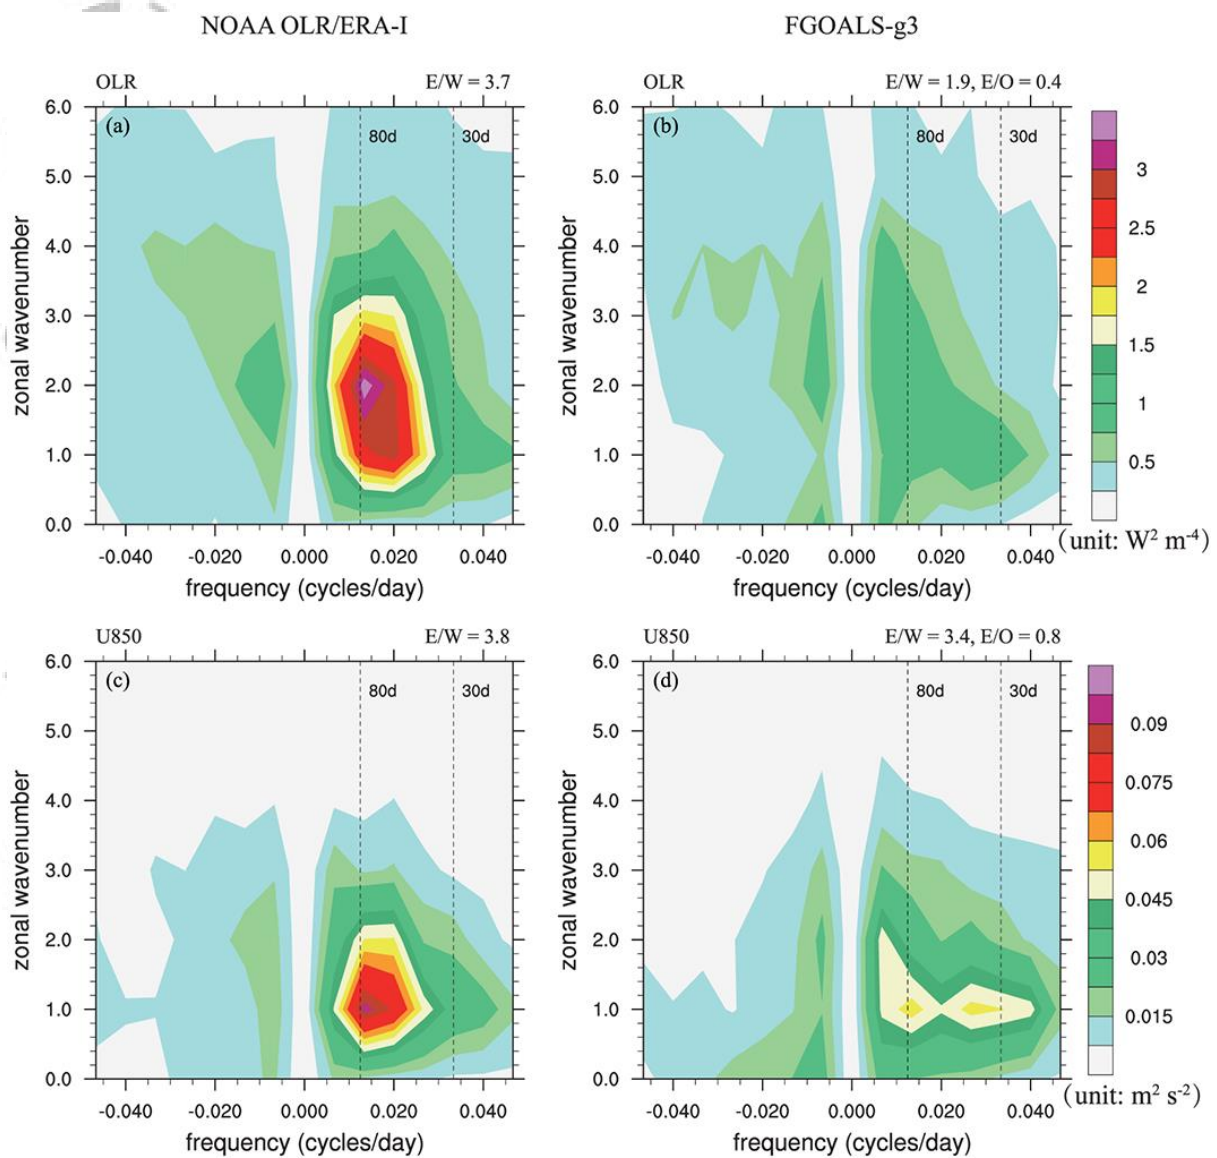 NOAA OLR/ERA-I
FGOALS-g3
OLR
E/W = 3.7
OLR
E/W = 1.9, E/O = 0.4
6.0
(a)
80d
30d
5.0
4.0
3.0
2.0
1.0
0.0
zonal wavenumber
-0.040
-0.020
0.000
0.020
0.040
frequency (cycles/day)
6.0
(b)
80d
30d
5.0
4.0
3.0
2.0
1.0
0.0
zonal wavenumber
-0.040
-0.020
0.000
0.020
0.040
frequency (cycles/day)
3
2.5
2
1.5
1
0.5
(unit: W² m⁻⁴)
U850
E/W = 3.8
U850
E/W = 3.4, E/O = 0.8
6.0
(c)
80d
30d
5.0
4.0
3.0
2.0
1.0
0.0
zonal wavenumber
-0.040
-0.020
0.000
0.020
0.040
frequency (cycles/day)
6.0
(d)
80d
30d
5.0
4.0
3.0
2.0
1.0
0.0
zonal wavenumber
-0.040
-0.020
0.000
0.020
0.040
frequency (cycles/day)
0.09
0.075
0.06
0.045
0.03
0.015
(unit: m² s⁻²)